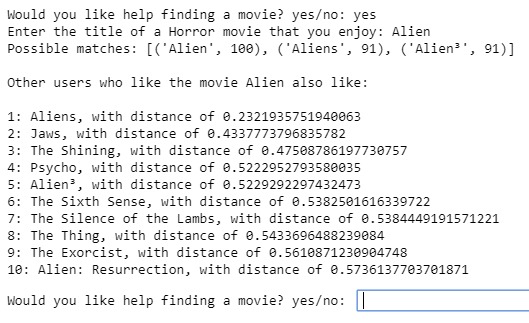 Would you like help finding a movie? yes/no: yes
Enter the title of a Horror movie that you enjoy: Alien
Possible matches: [('Alien', 100), ('Aliens', 91), ('Alien³', 91)]
Other users who like the movie Alien also like:
1: Aliens, with distance of 0.2321935751940063
2: Jaws, with distance of 0.4337773796835782
3: The Shining, with distance of 0.47508786197730757
4: Psycho, with distance of 0.5222952793580035
5: Alien³, with distance of 0.5229292297432473
6: The Sixth Sense, with distance of 0.5382501616339722
7: The Silence of the Lambs, with distance of 0.5384449191571221
8: The Thing, with distance of 0.5433696488239084
9: The Exorcist, with distance of 0.5610871230904748
10: Alien: Resurrection, with distance of 0.5736137703701871
Would you like help finding a movie? yes/no: